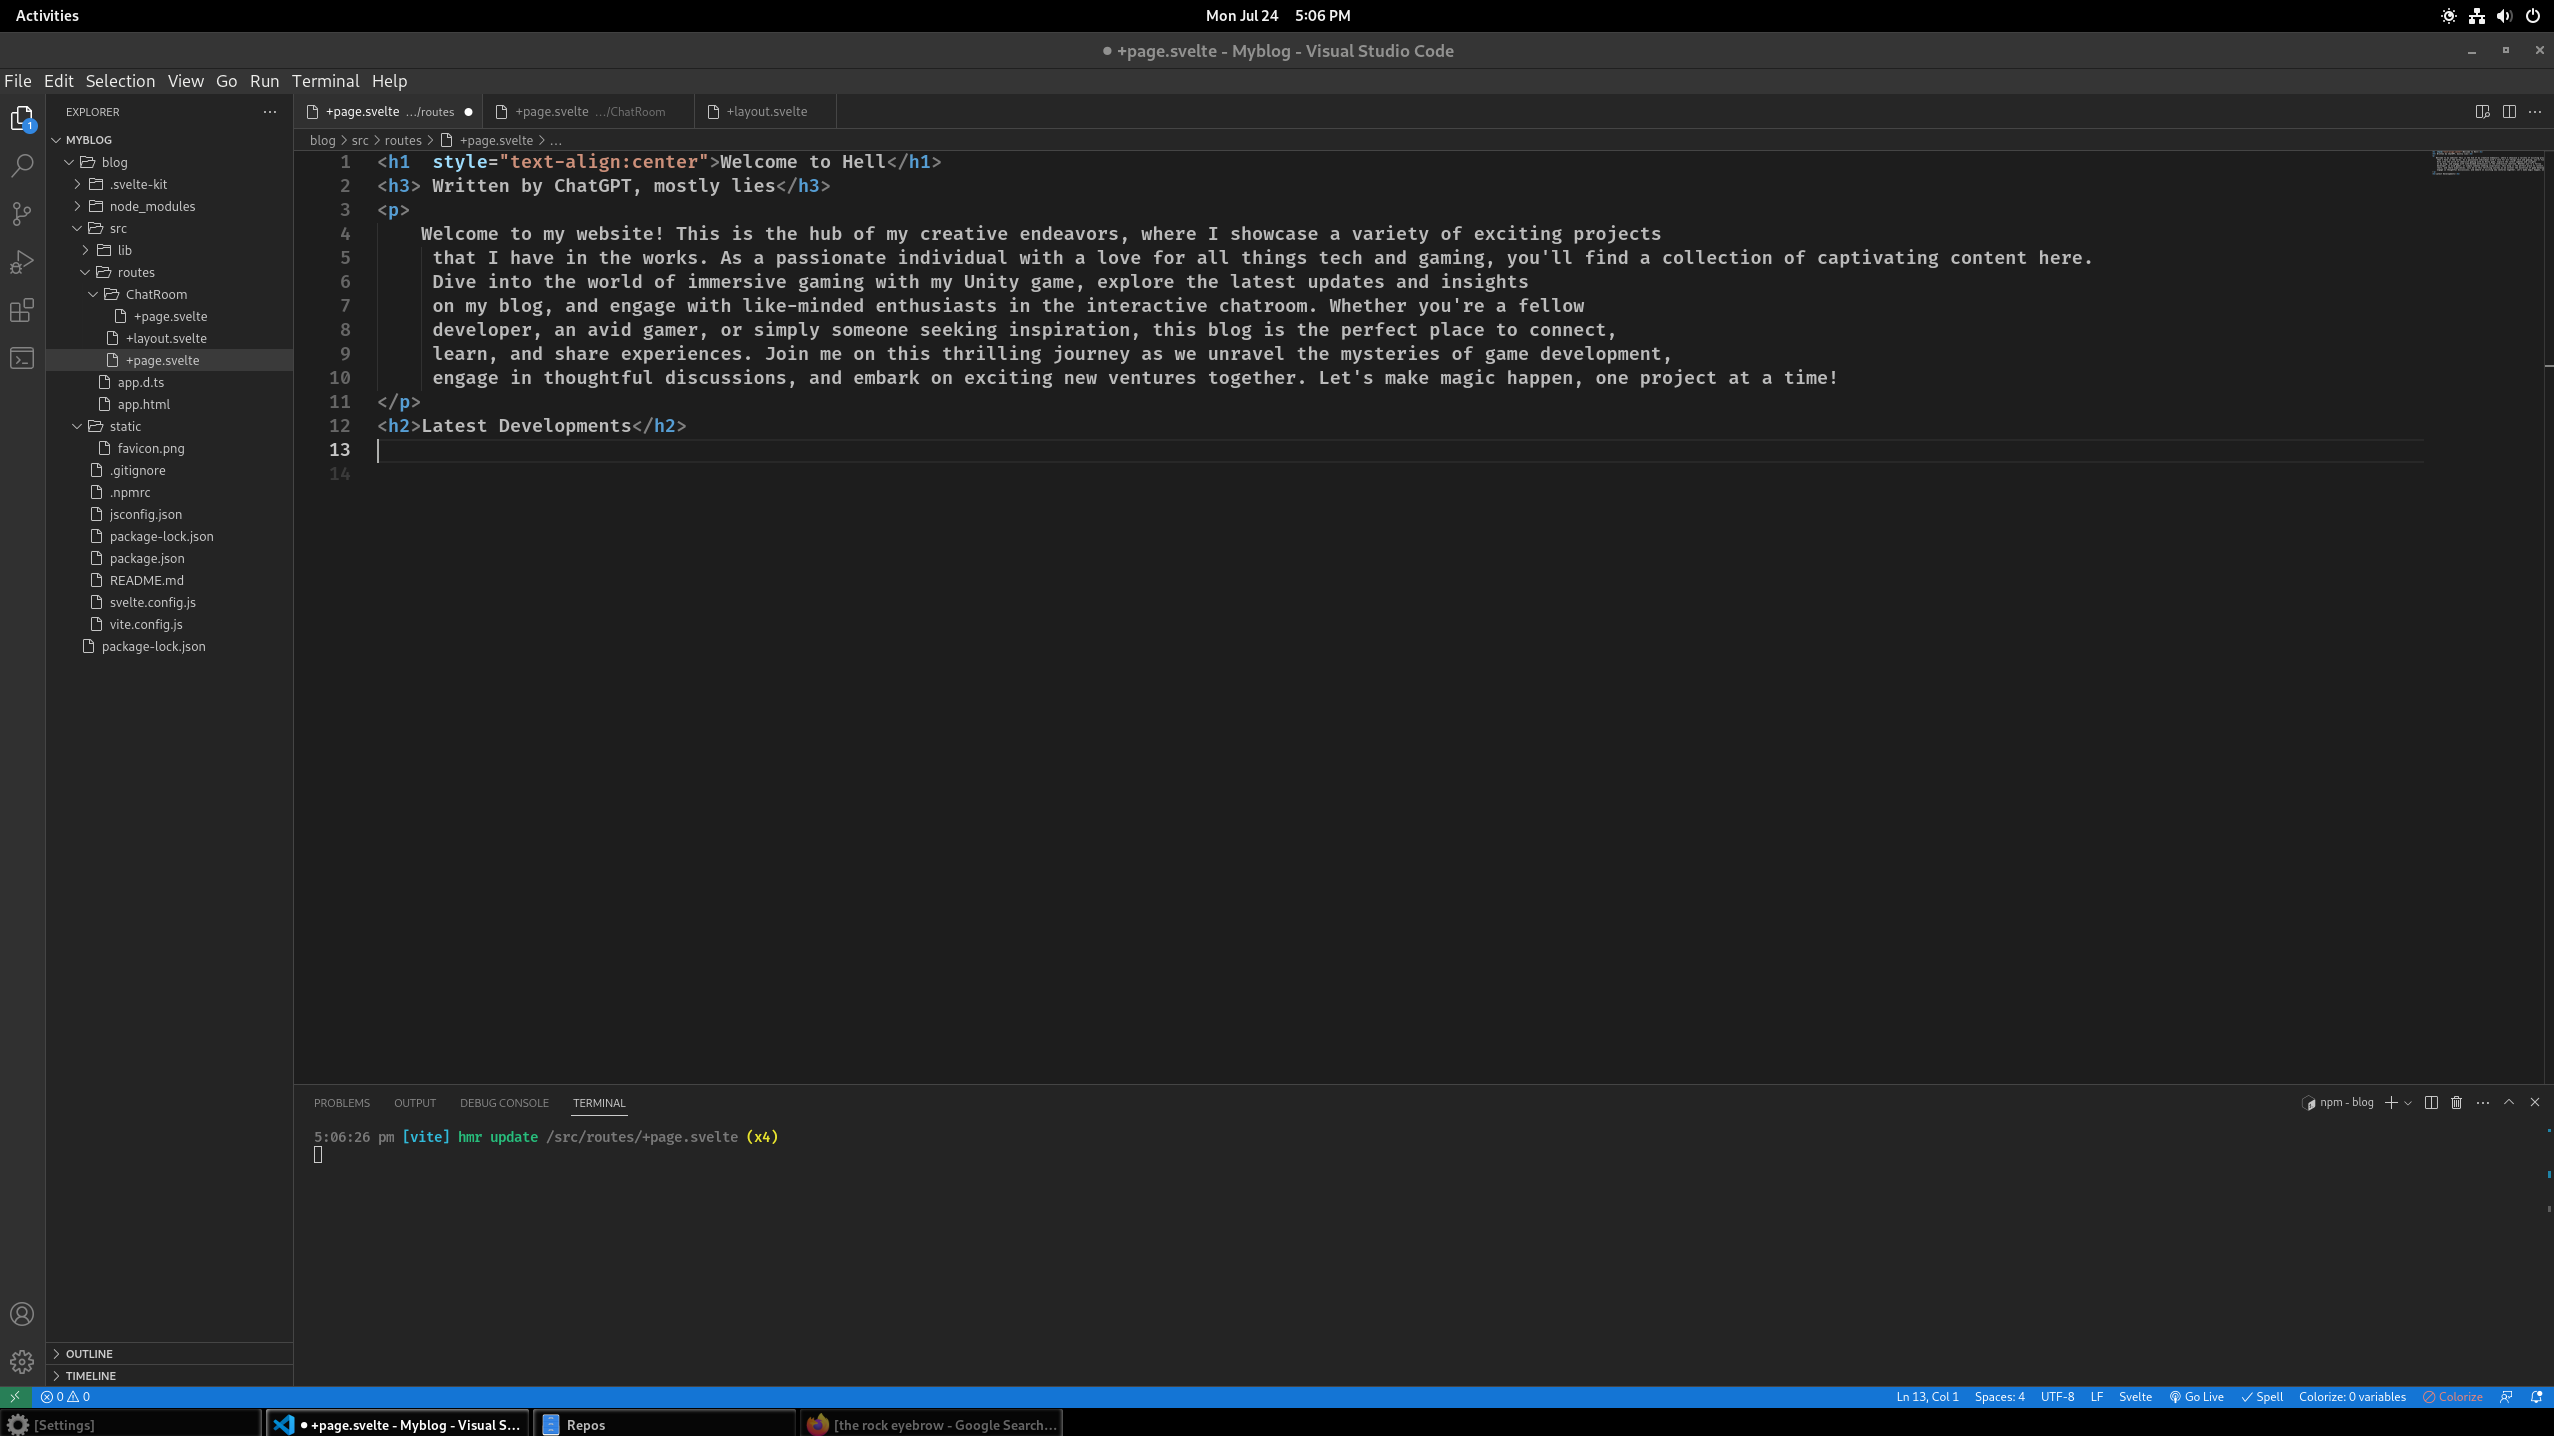 Activities
Mon Jul 24 5:06 PM
● +page.svelte - Myblog - Visual Studio Code
File Edit Selection View Go Run Terminal Help
EXPLORER
+page.svelte .../routes
+page.svelte .../ChatRoom
+layout.svelte
blog > src > routes > +page.svelte > ...
1
MYBLOG
blog
.svelte-kit
node_modules
src
lib
routes
ChatRoom
+page.svelte
+layout.svelte
+page.svelte
app.d.ts
app.html
static
favicon.png
.gitignore
.npmrc
jsconfig.json
package-lock.json
package.json
README.md
svelte.config.js
vite.config.js
package-lock.json
OUTLINE
TIMELINE
1 <h1  style="text-align:center">Welcome to Hell</h1>
2 <h3> Written by ChatGPT, mostly lies</h3>
3 <p>
4     Welcome to my website! This is the hub of my creative endeavors, where I showcase a variety of exciting projects
5      that I have in the works. As a passionate individual with a love for all things tech and gaming, you'll find a collection of captivating content here.
6      Dive into the world of immersive gaming with my Unity game, explore the latest updates and insights
7      on my blog, and engage with like-minded enthusiasts in the interactive chatroom. Whether you're a fellow
8      developer, an avid gamer, or simply someone seeking inspiration, this blog is the perfect place to connect,
9      learn, and share experiences. Join me on this thrilling journey as we unravel the mysteries of game development,
10      engage in thoughtful discussions, and embark on exciting new ventures together. Let's make magic happen, one project at a time!
11 </p>
12 <h2>Latest Developments</h2>
13
14
PROBLEMS OUTPUT DEBUG CONSOLE TERMINAL
npm - blog
5:06:26 pm [vite] hmr update /src/routes/+page.svelte (x4)
0 0
Ln 13, Col 1 Spaces: 4 UTF-8 LF Svelte Go Live Spell Colorize: 0 variables Colorize
[Settings]
● +page.svelte - Myblog - Visual S...
Repos
[the rock eyebrow - Google Search...